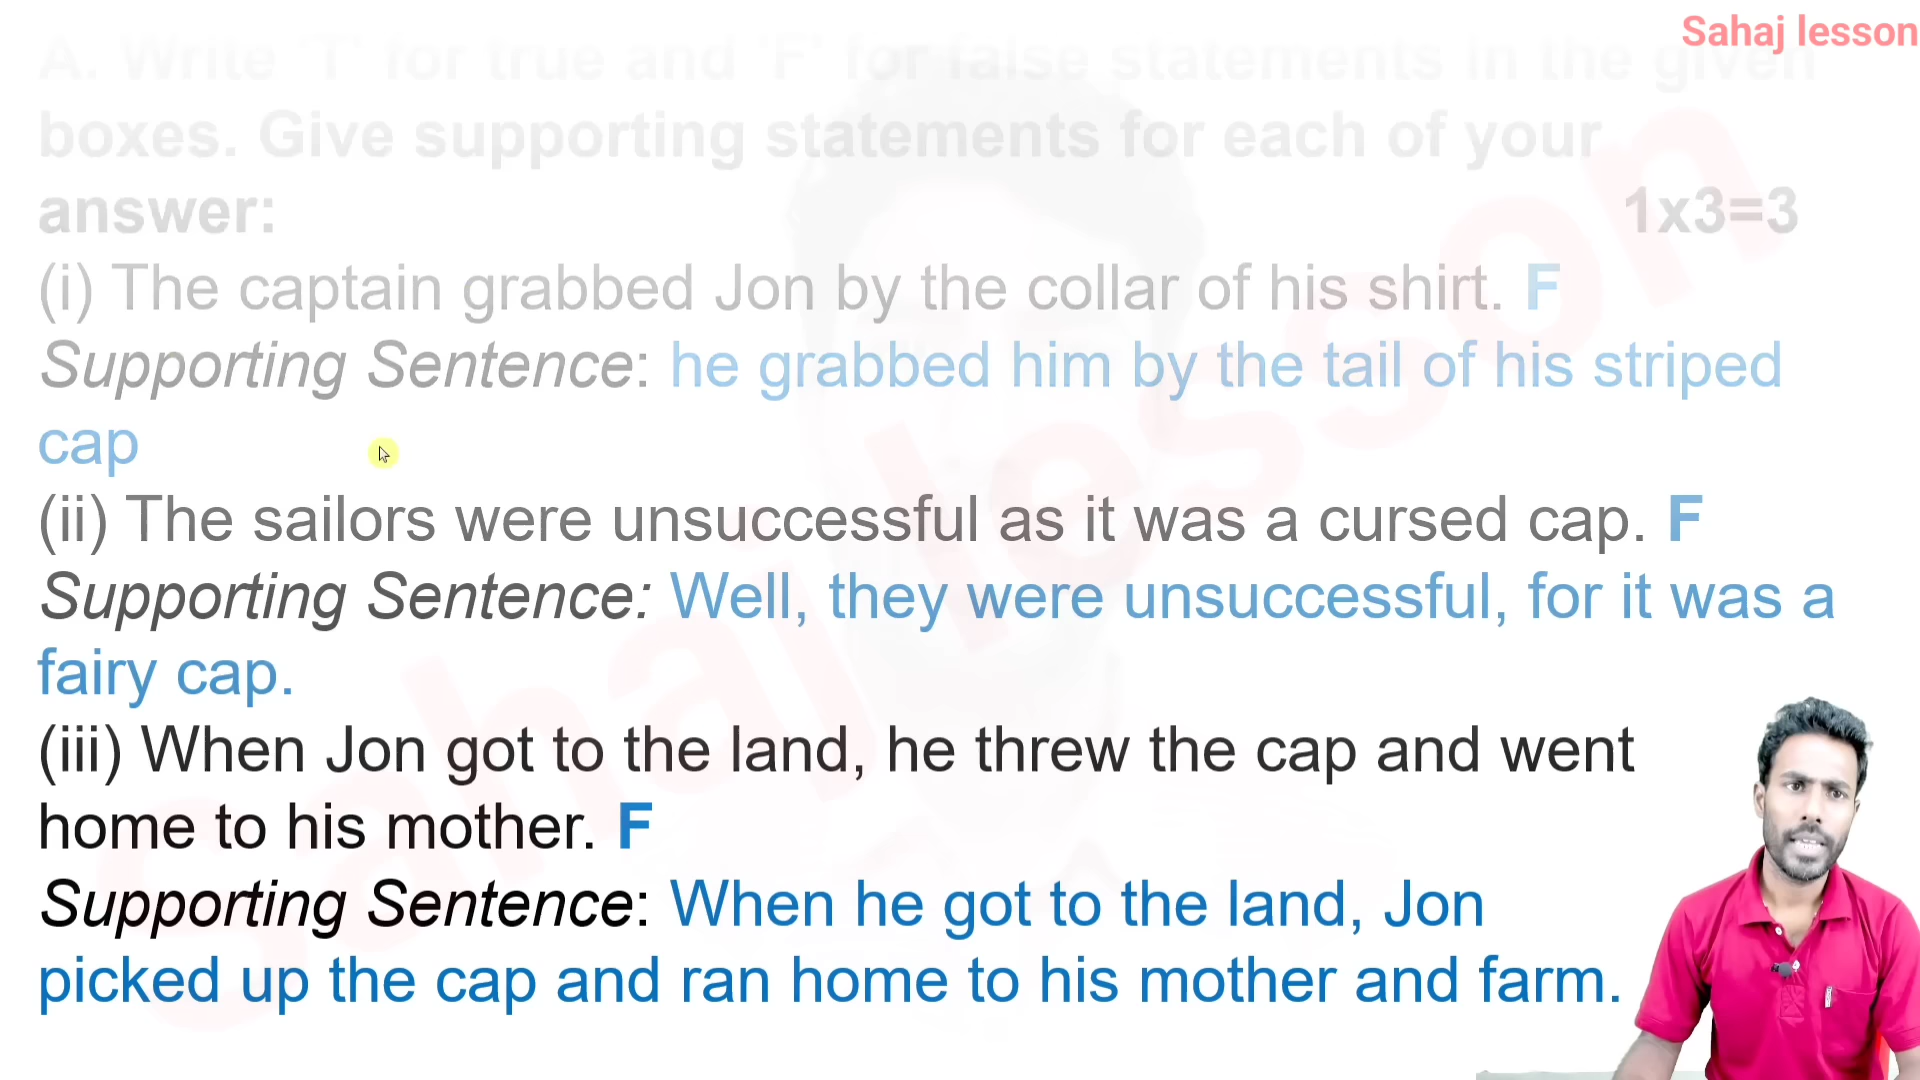 Sahaj lesson
A. Write 'T' for true and 'F' for false statements in the given
boxes. Give supporting statements for each of your
answer: 1x3=3
(i) The captain grabbed Jon by the collar of his shirt. F
Supporting Sentence: he grabbed him by the tail of his striped
cap
(ii) The sailors were unsuccessful as it was a cursed cap. F
Supporting Sentence: Well, they were unsuccessful, for it was a
fairy cap.
(iii) When Jon got to the land, he threw the cap and went
home to his mother. F
Supporting Sentence: When he got to the land, Jon
picked up the cap and ran home to his mother and farm.
Sahaj lesson